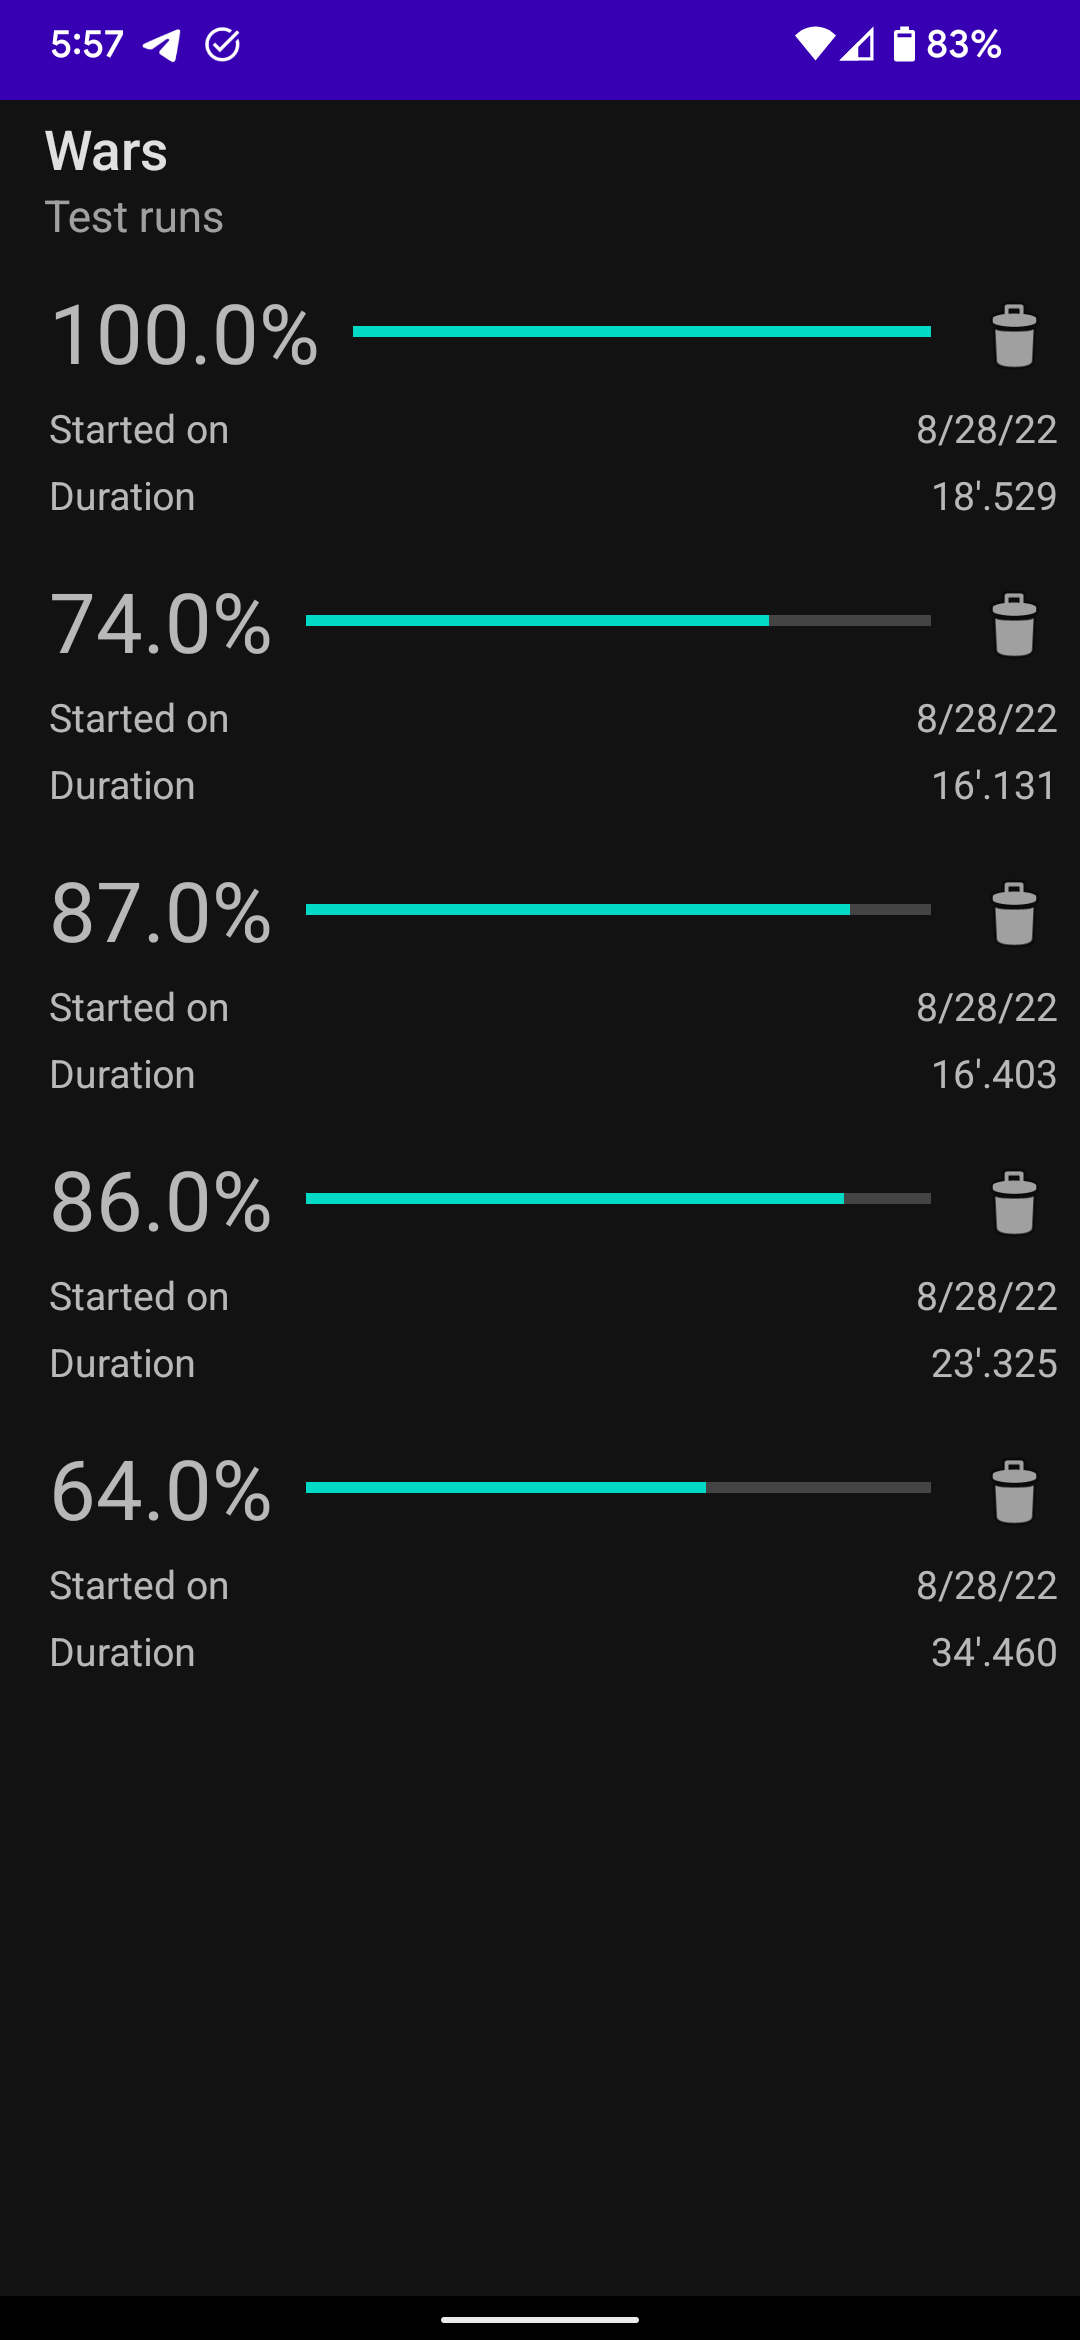 5:57 83%
Wars
Test runs
100.0%
Started on 8/28/22
Duration 18'.529
74.0%
Started on 8/28/22
Duration 16'.131
87.0%
Started on 8/28/22
Duration 16'.403
86.0%
Started on 8/28/22
Duration 23'.325
64.0%
Started on 8/28/22
Duration 34'.460